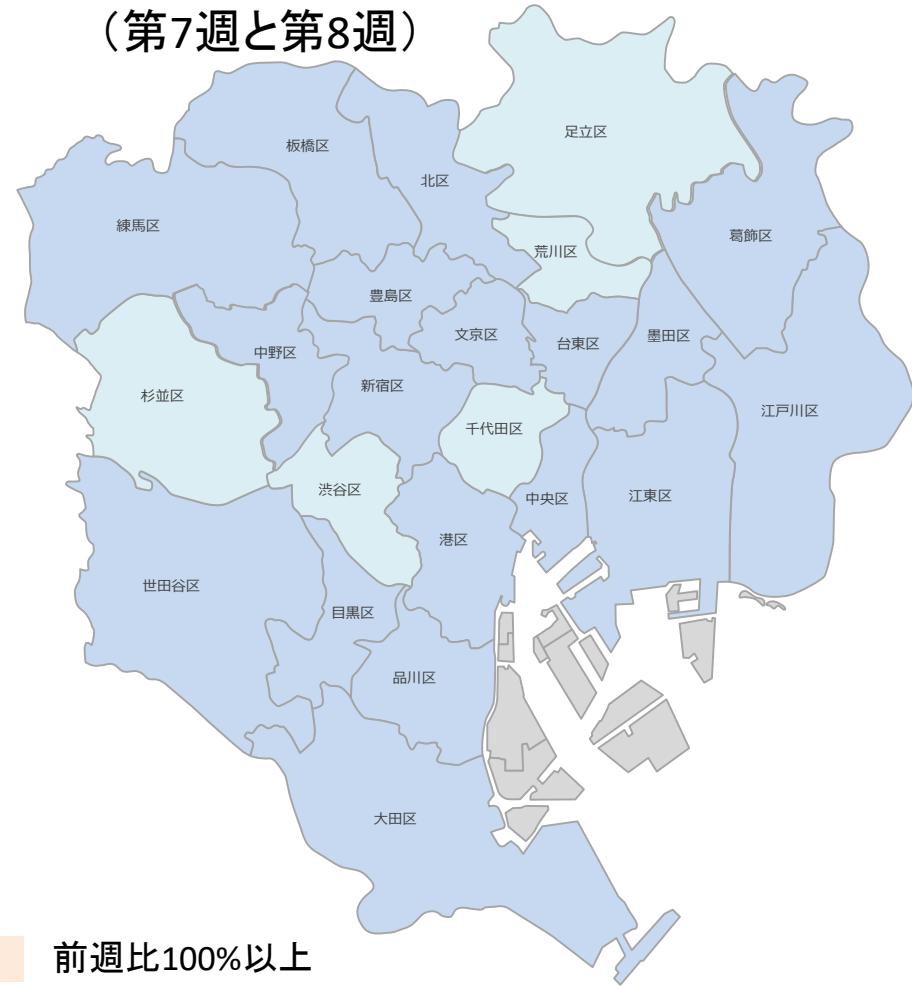 （第7週と第8週）
足立区
板橋区
北区
練馬区
葛飾区
荒川区
豊島区
文京区
台東区
墨田区
中野区
新宿区
杉並区
江戸川区
千代田区
渋谷区
中央区
江東区
港区
世田谷区
目黒区
品川区
大田区
前週比100%以上